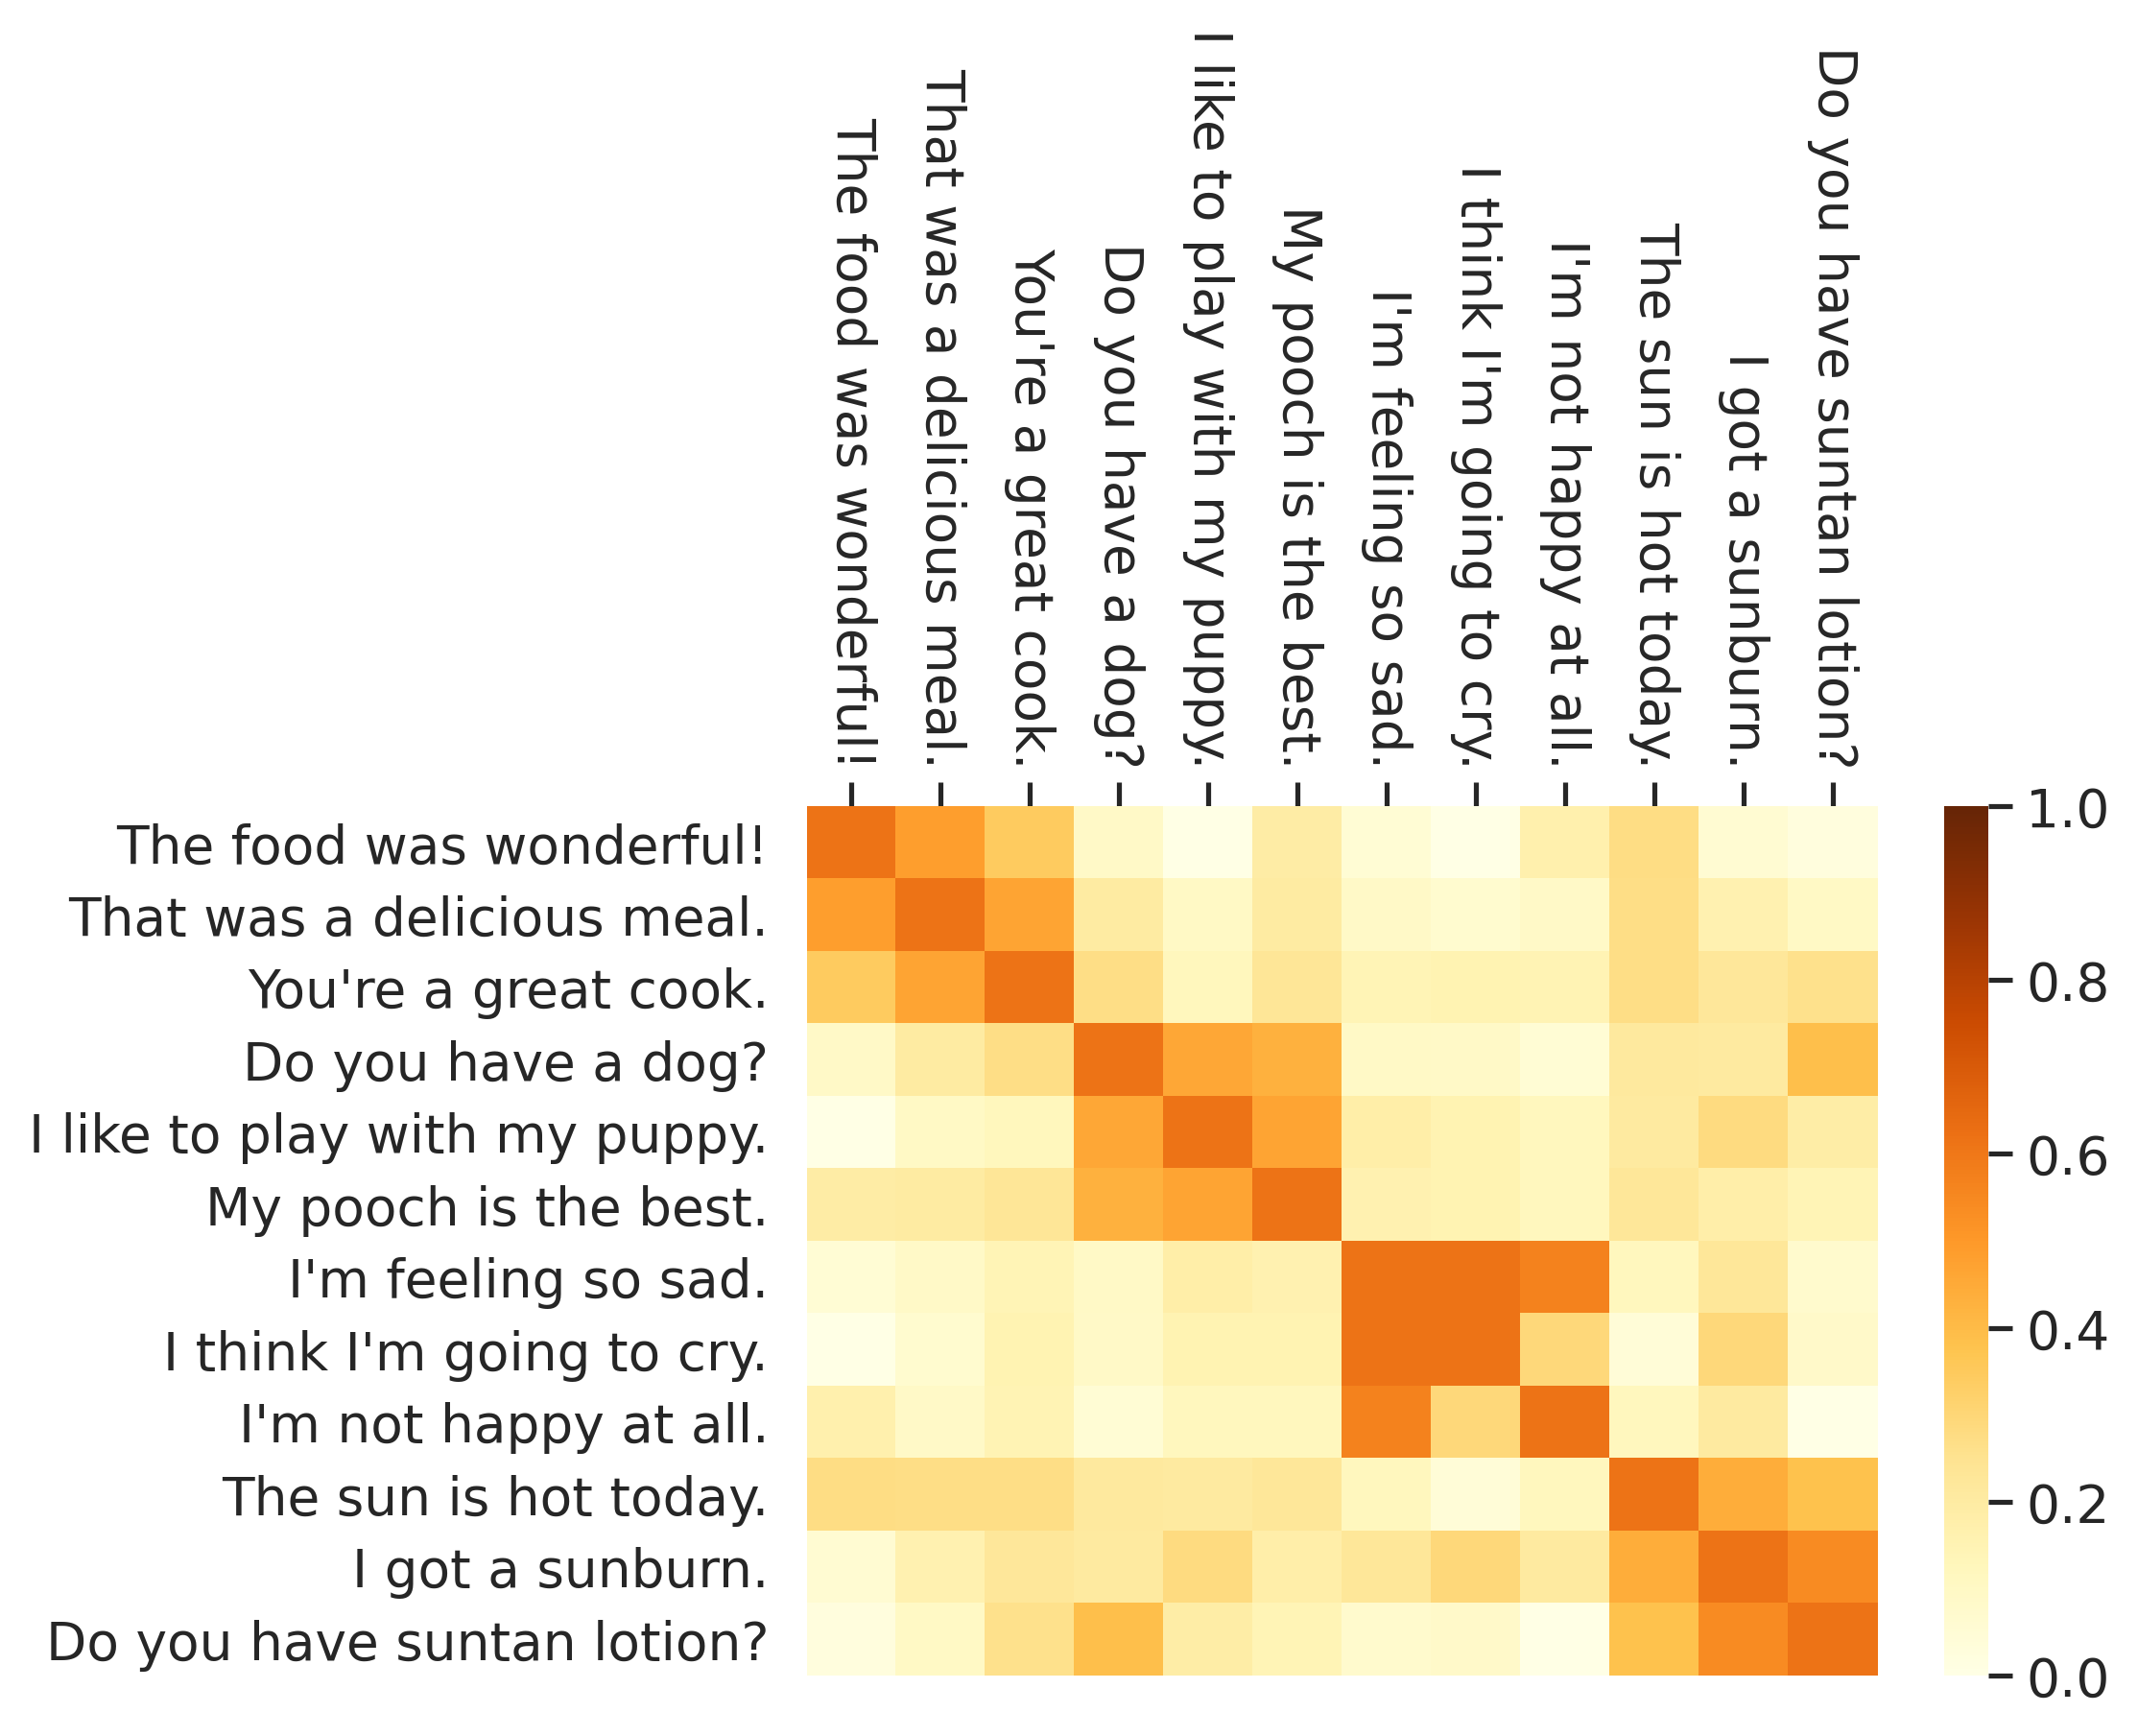 The food was wonderful!
That was a delicious meal.
You're a great cook.
Do you have a dog?
I like to play with my puppy.
My pooch is the best.
I'm feeling so sad.
I think I'm going to cry.
I'm not happy at all.
The sun is hot today.
I got a sunburn.
Do you have suntan lotion?
The food was wonderful!
That was a delicious meal.
You're a great cook.
Do you have a dog?
I like to play with my puppy.
My pooch is the best.
I'm feeling so sad.
I think I'm going to cry.
I'm not happy at all.
The sun is hot today.
I got a sunburn.
Do you have suntan lotion?
1.0
0.8
0.6
0.4
0.2
0.0